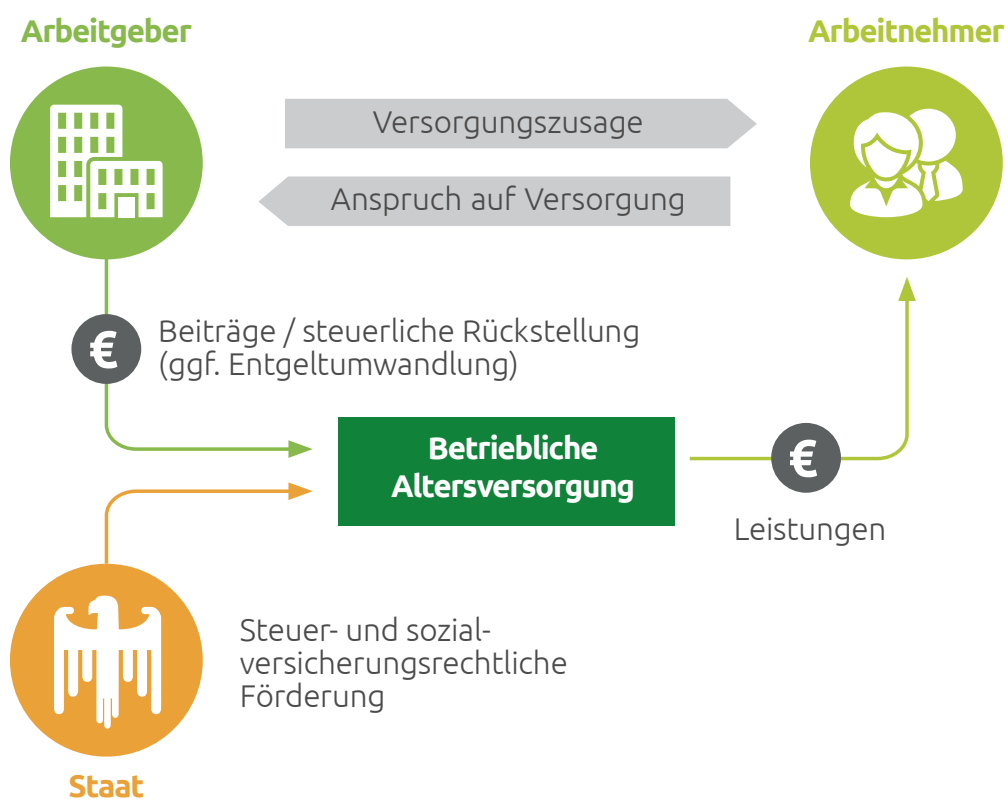 Arbeitgeber
Arbeitnehmer
Versorgungszusage
Anspruch auf Versorgung
€
Beiträge / steuerliche Rückstellung
(ggf. Entgeltumwandlung)
Betriebliche
Altersversorgung
€
Leistungen
Steuer- und sozial-
versicherungsrechtliche
Förderung
Staat